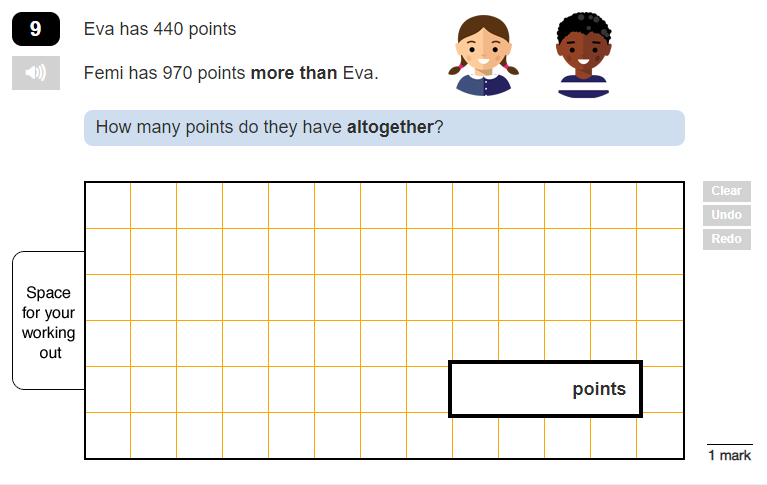 9
Eva has 440 points
Femi has 970 points more than Eva.
How many points do they have altogether?
Clear
Undo
Redo
Space
for your
working
out
points
1 mark